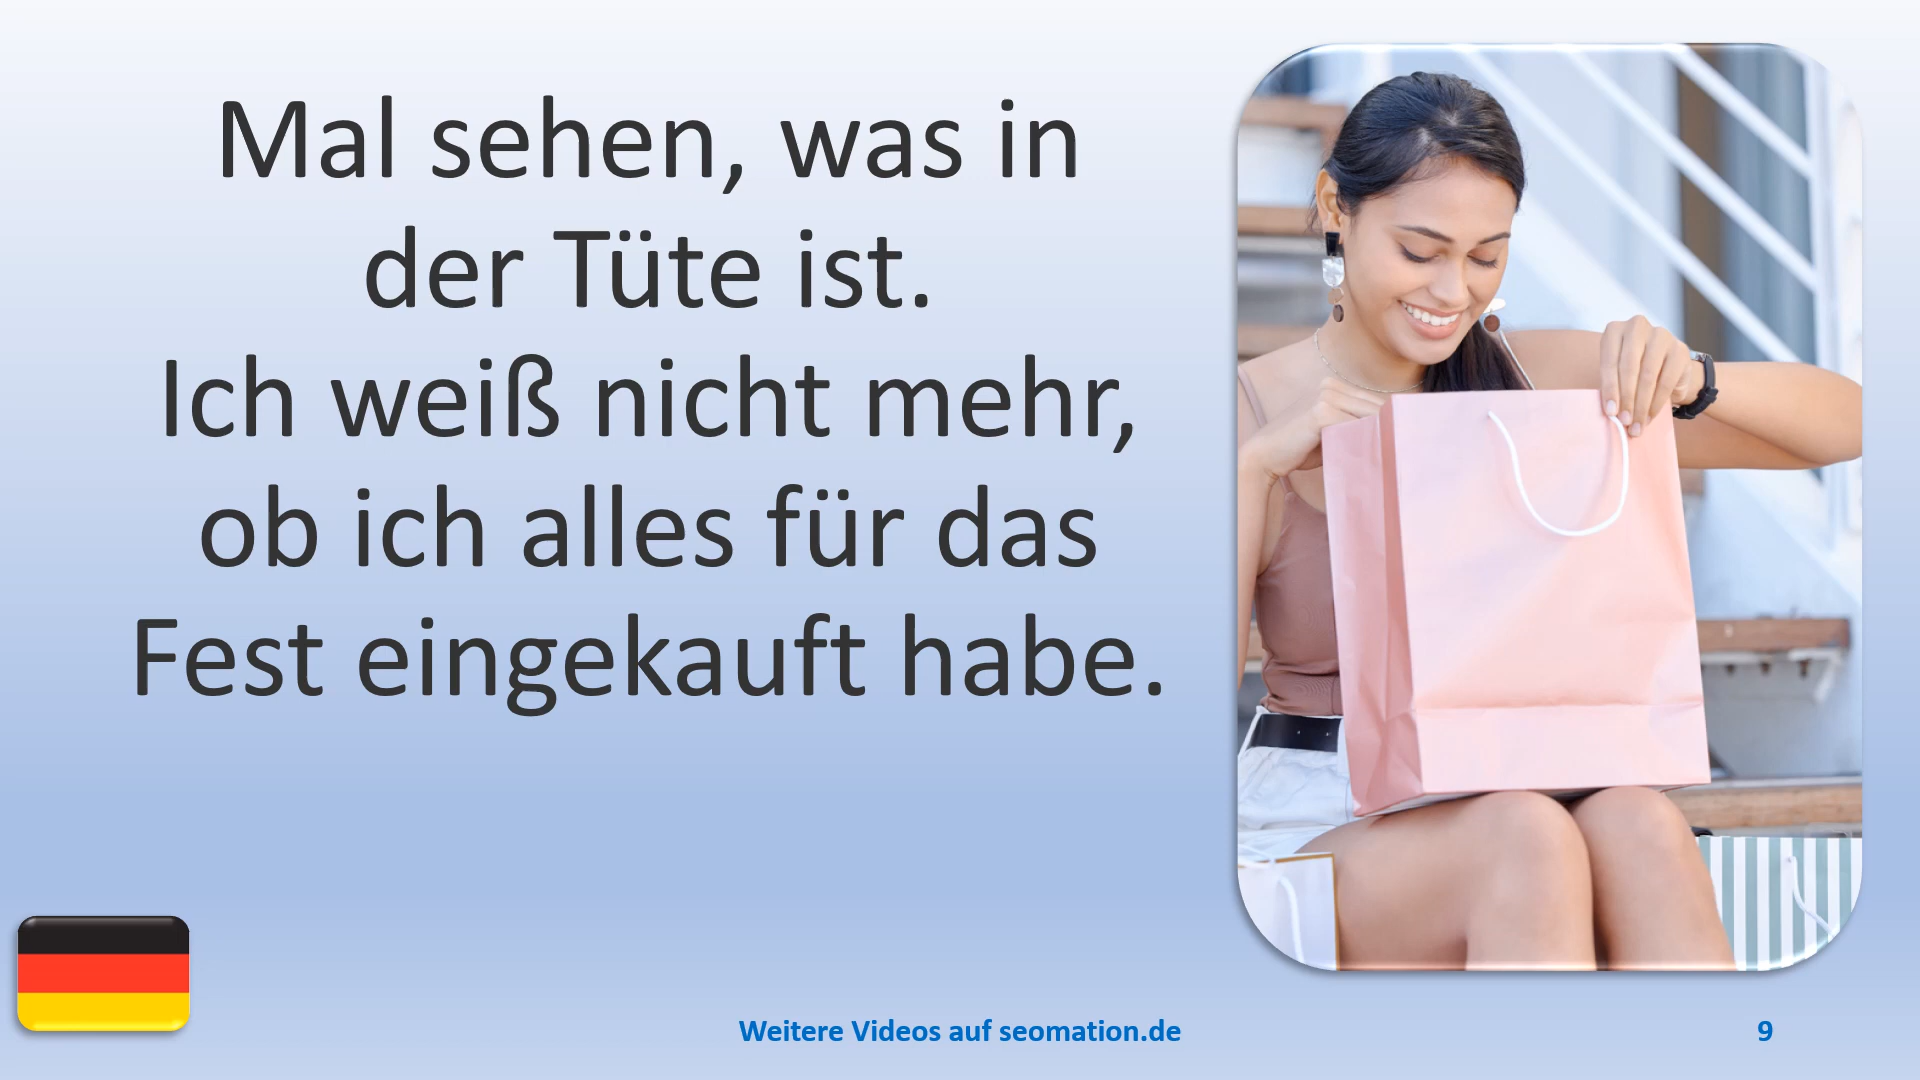 Mal sehen, was in
der Tüte ist.
Ich weiß nicht mehr,
ob ich alles für das
Fest eingekauft habe.
Weitere Videos auf seomation.de
9